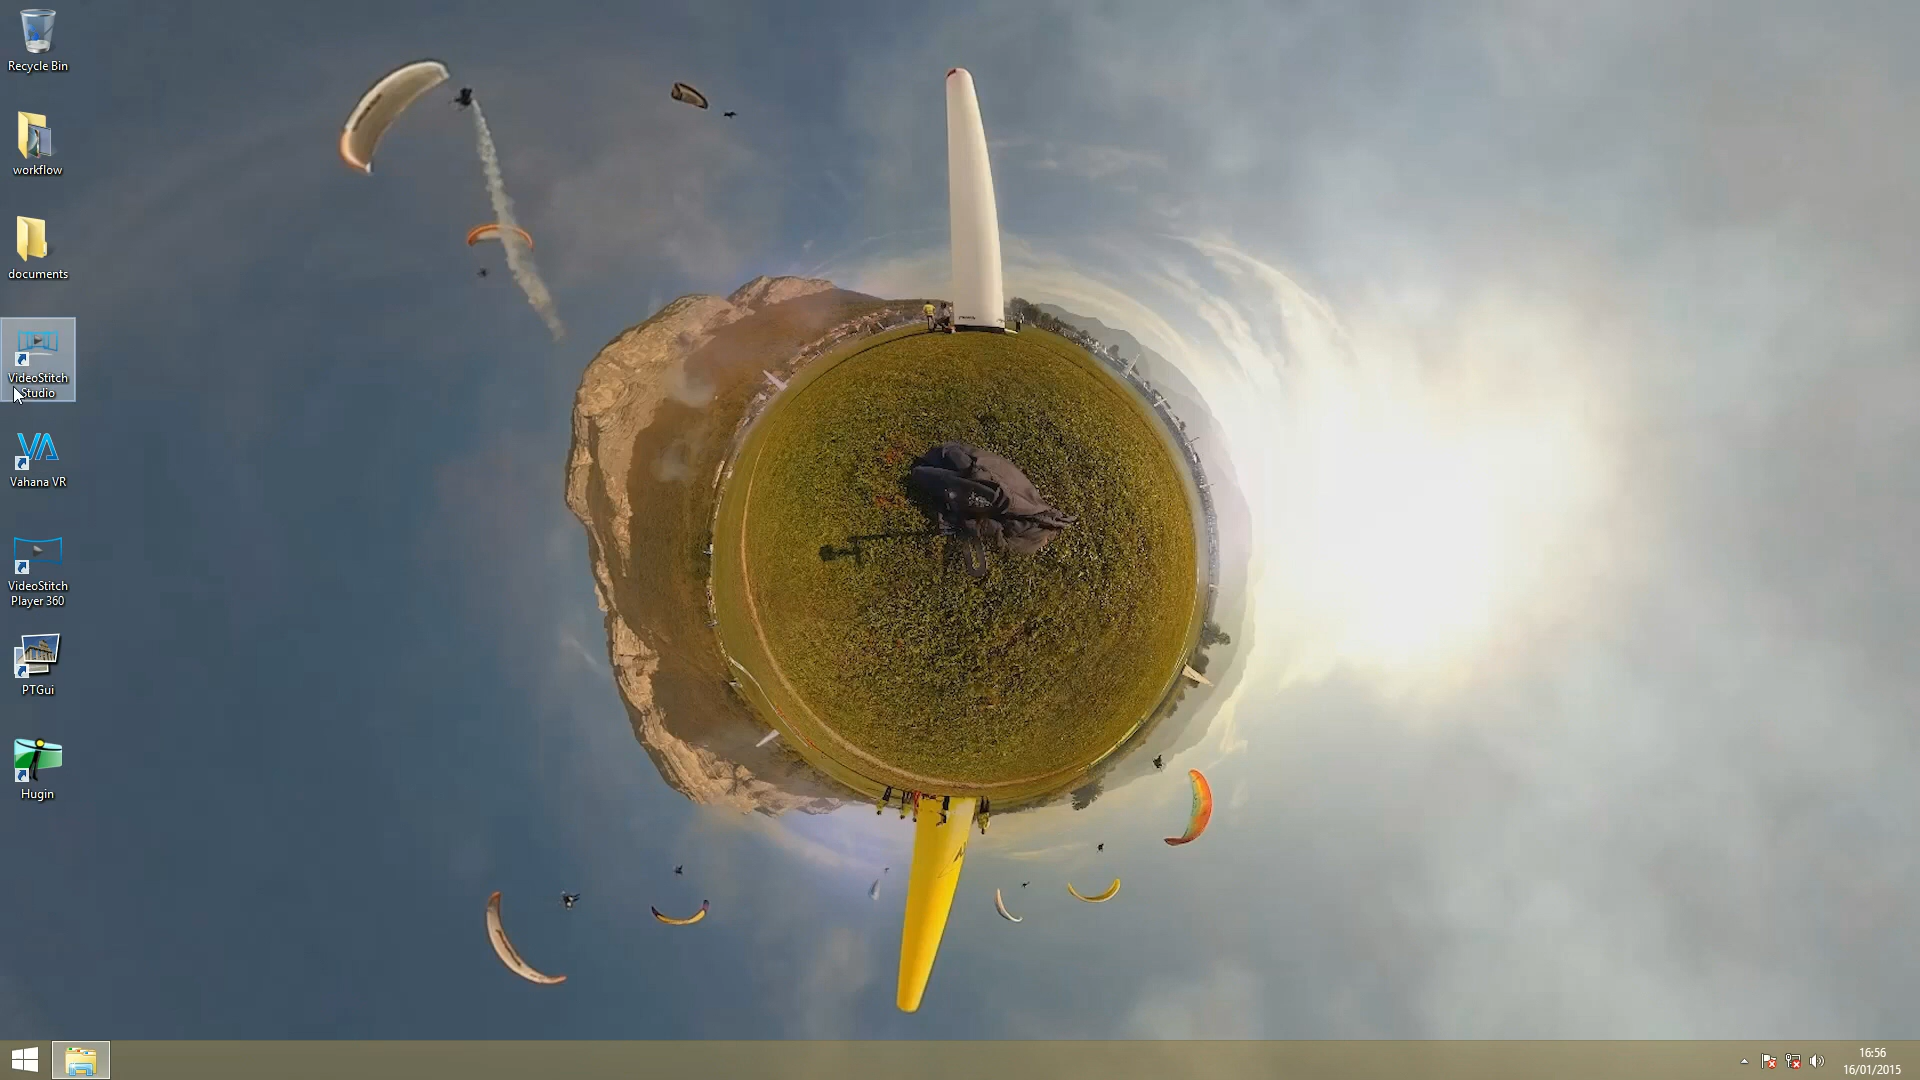 Recycle Bin
workflow
documents
VideoStitch
Studio
VA
Vahana VR
VideoStitch
Player 360
PTGui
Hugin
16:56
16/01/2015